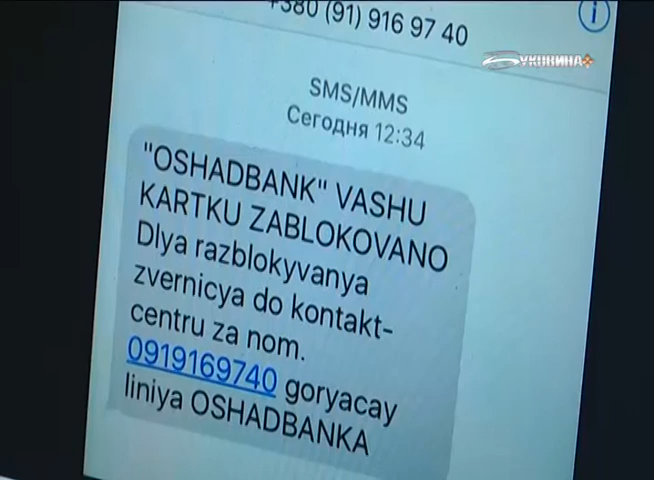 +380 (91) 916 97 40
БУКОВИНА+
SMS/MMS
Сегодня 12:34
"OSHADBANK" VASHU
KARTKU ZABLOKOVANO
Dlya razblokyvanya
zvernicya do kontakt-
centru za nom.
0919169740 goryacay
liniya OSHADBANKA